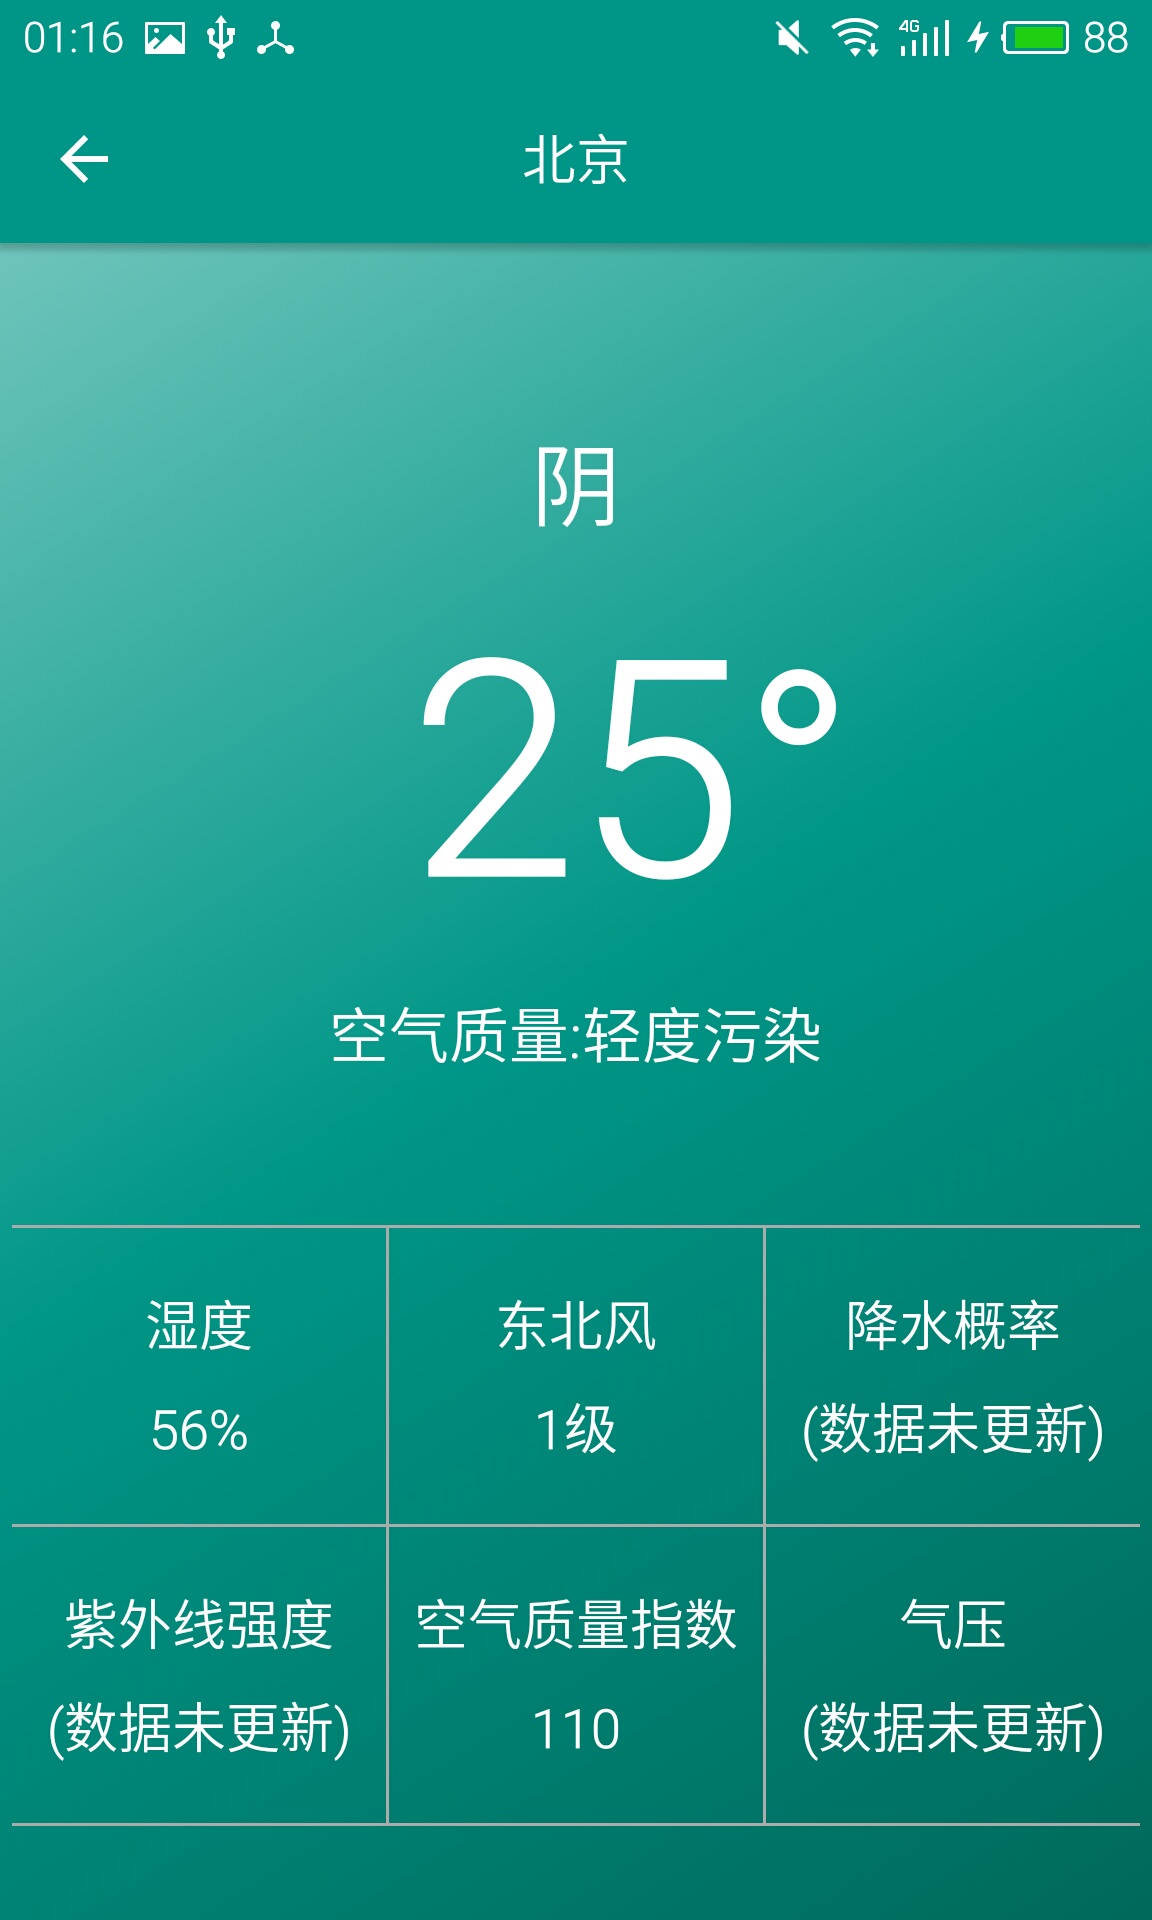 01:16 4G 88
北京
阴
25°
空气质量:轻度污染
湿度 东北风 降水概率
56% 1级 (数据未更新)
紫外线强度 空气质量指数 气压
(数据未更新) 110 (数据未更新)